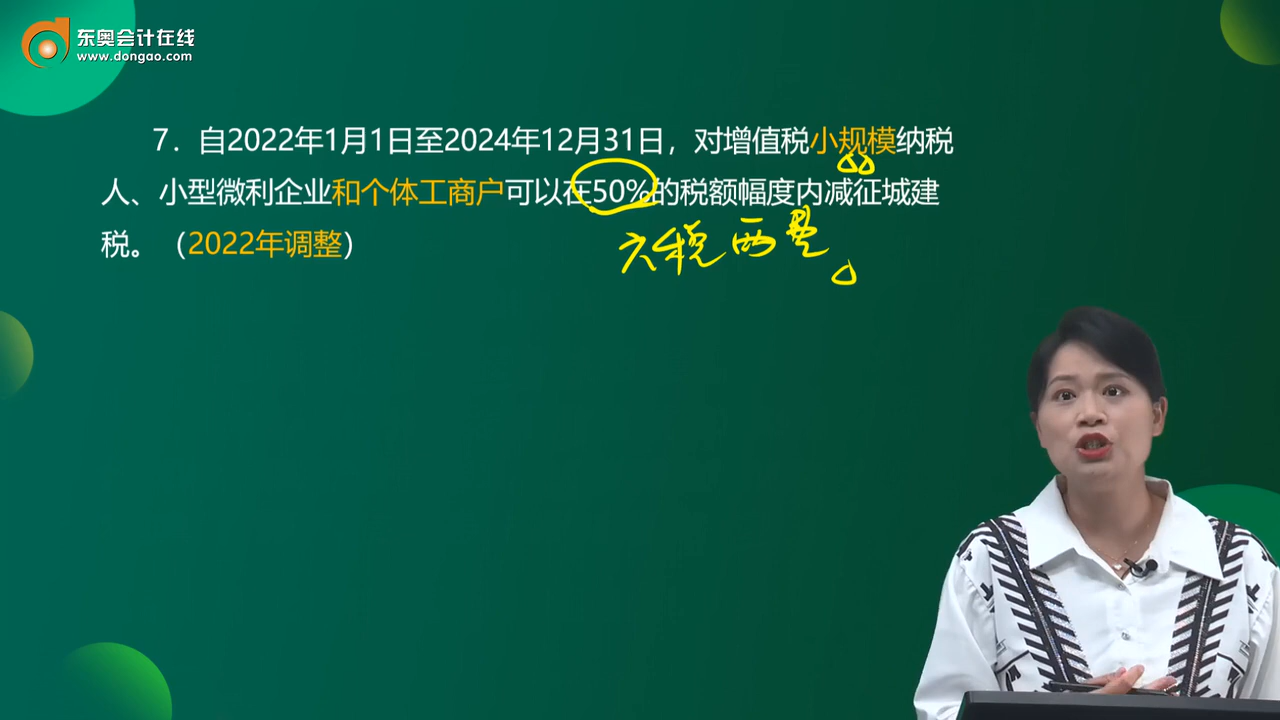 东奥会计在线
www.dongao.com
7．自2022年1月1日至2024年12月31日，对增值税小规模纳税
人、小型微利企业和个体工商户可以在50%的税额幅度内减征城建
税。（2022年调整）
六税两费